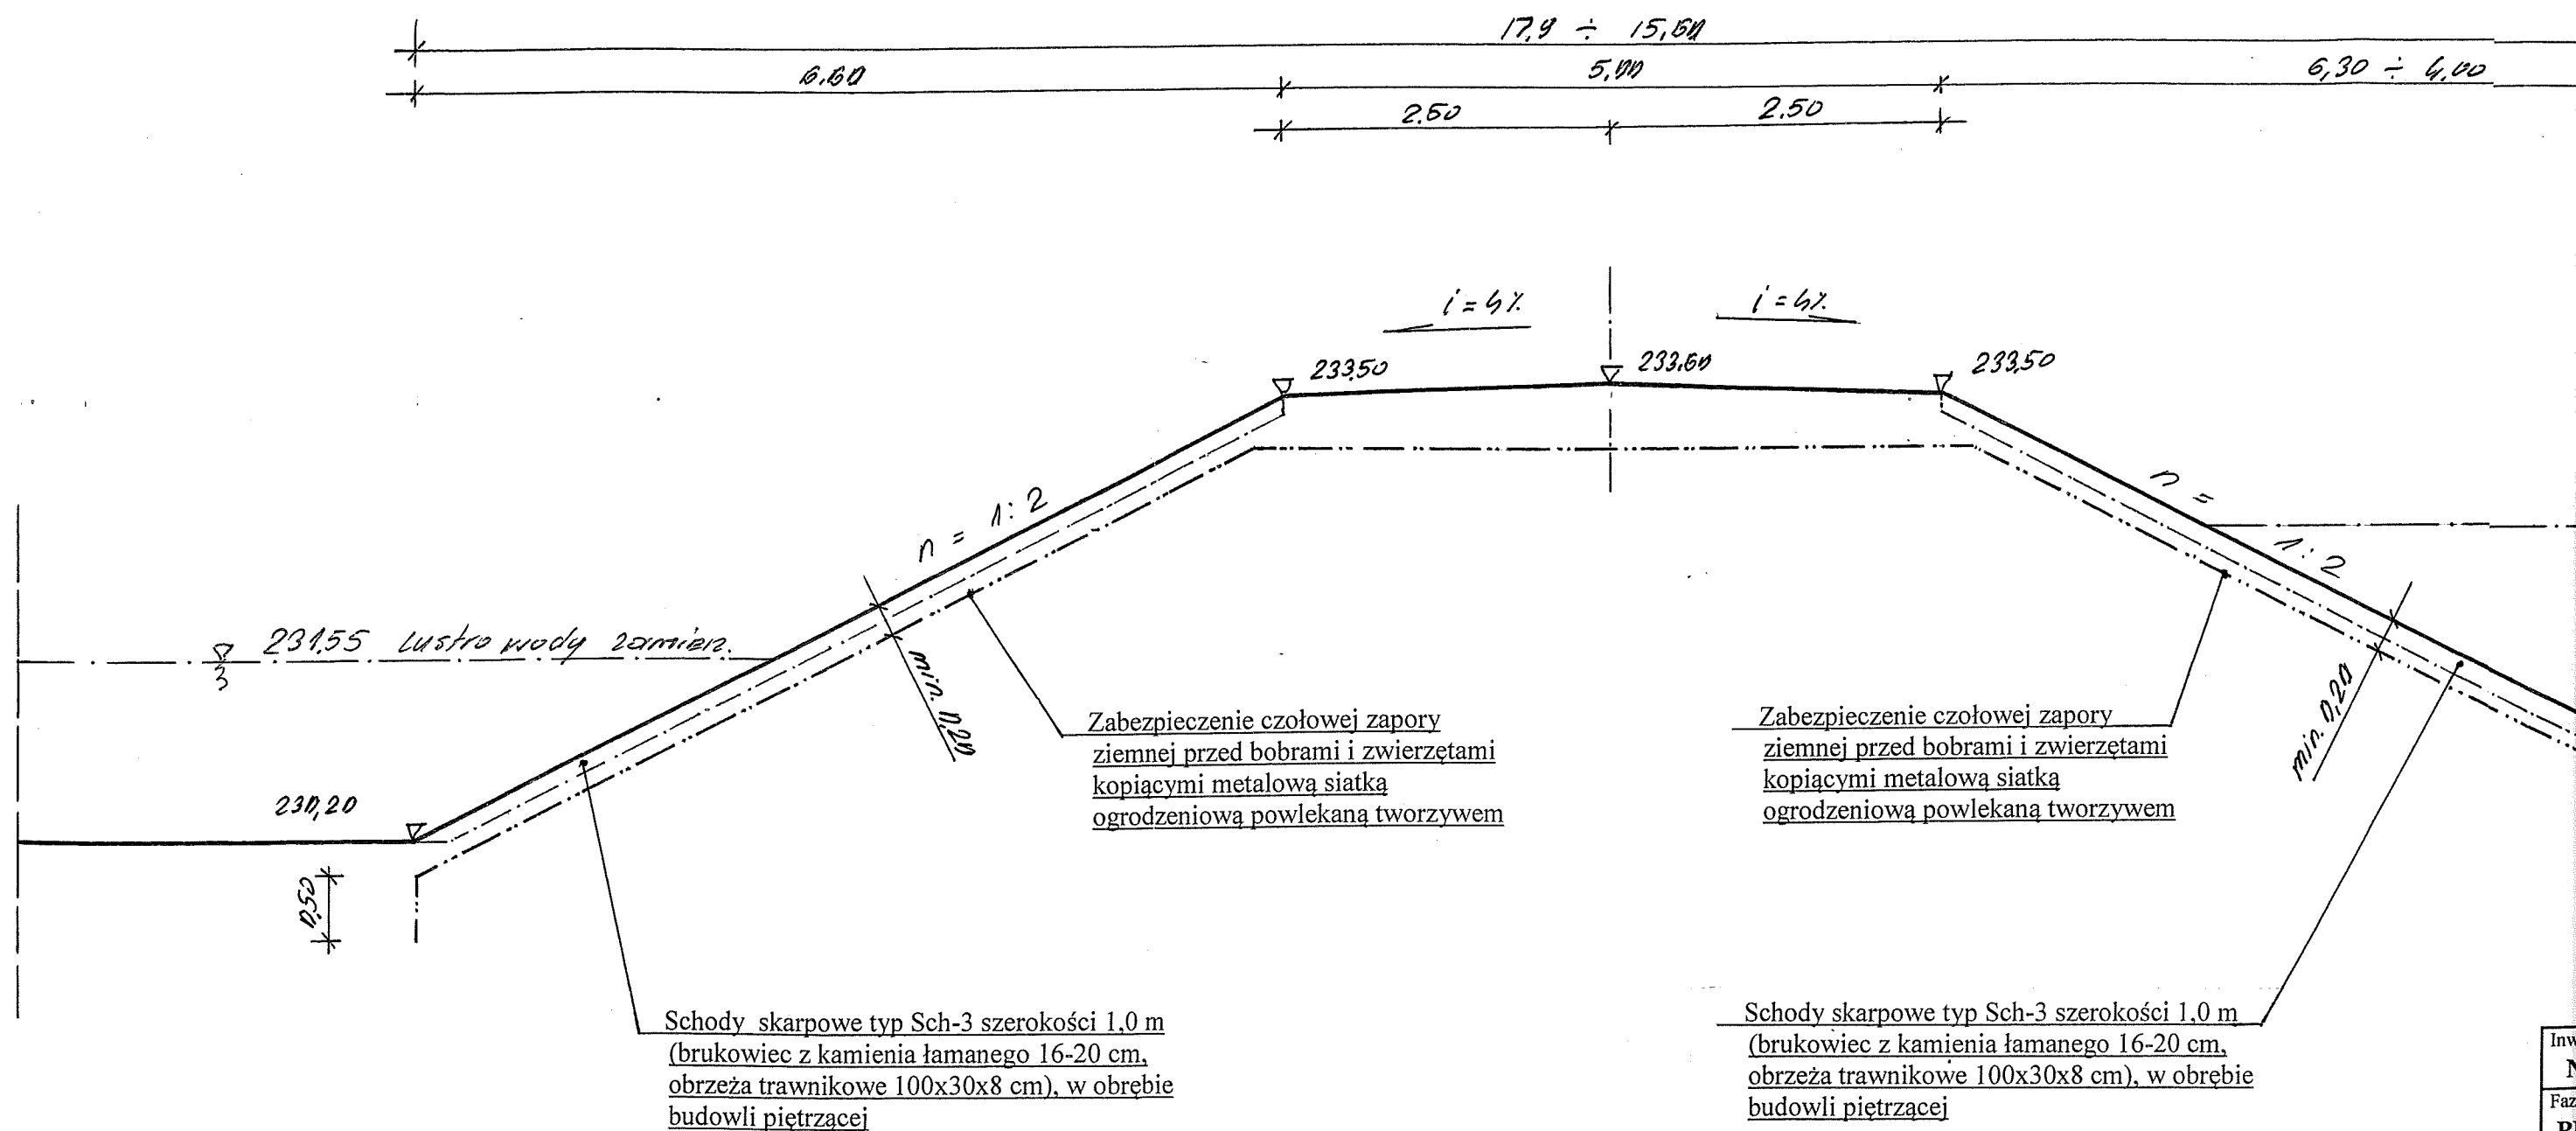 17,9 ÷ 15,60
6,60
5,00
6,30 ÷ 4,00
2.50
2.50
i = 4%
i = 4%
233,50
233,60
233,50
n = 1:2
n = 1:2
231,55 Lustro wody zamierz.
min. 0,20
min. 0,20
230,20
0,50
Zabezpieczenie czołowej zapory
ziemnej przed bobrami i zwierzętami
kopiącymi metalową siatką
ogrodzeniową powlekaną tworzywem
Zabezpieczenie czołowej zapory
ziemnej przed bobrami i zwierzętami
kopiącymi metalową siatką
ogrodzeniową powlekaną tworzywem
Schody skarpowe typ Sch-3 szerokości 1,0 m
(brukowiec z kamienia łamanego 16-20 cm,
obrzeża trawnikowe 100x30x8 cm), w obrębie
budowli piętrzącej
Schody skarpowe typ Sch-3 szerokości 1,0 m
(brukowiec z kamienia łamanego 16-20 cm,
obrzeża trawnikowe 100x30x8 cm), w obrębie
budowli piętrzącej
Inw
N
Faz